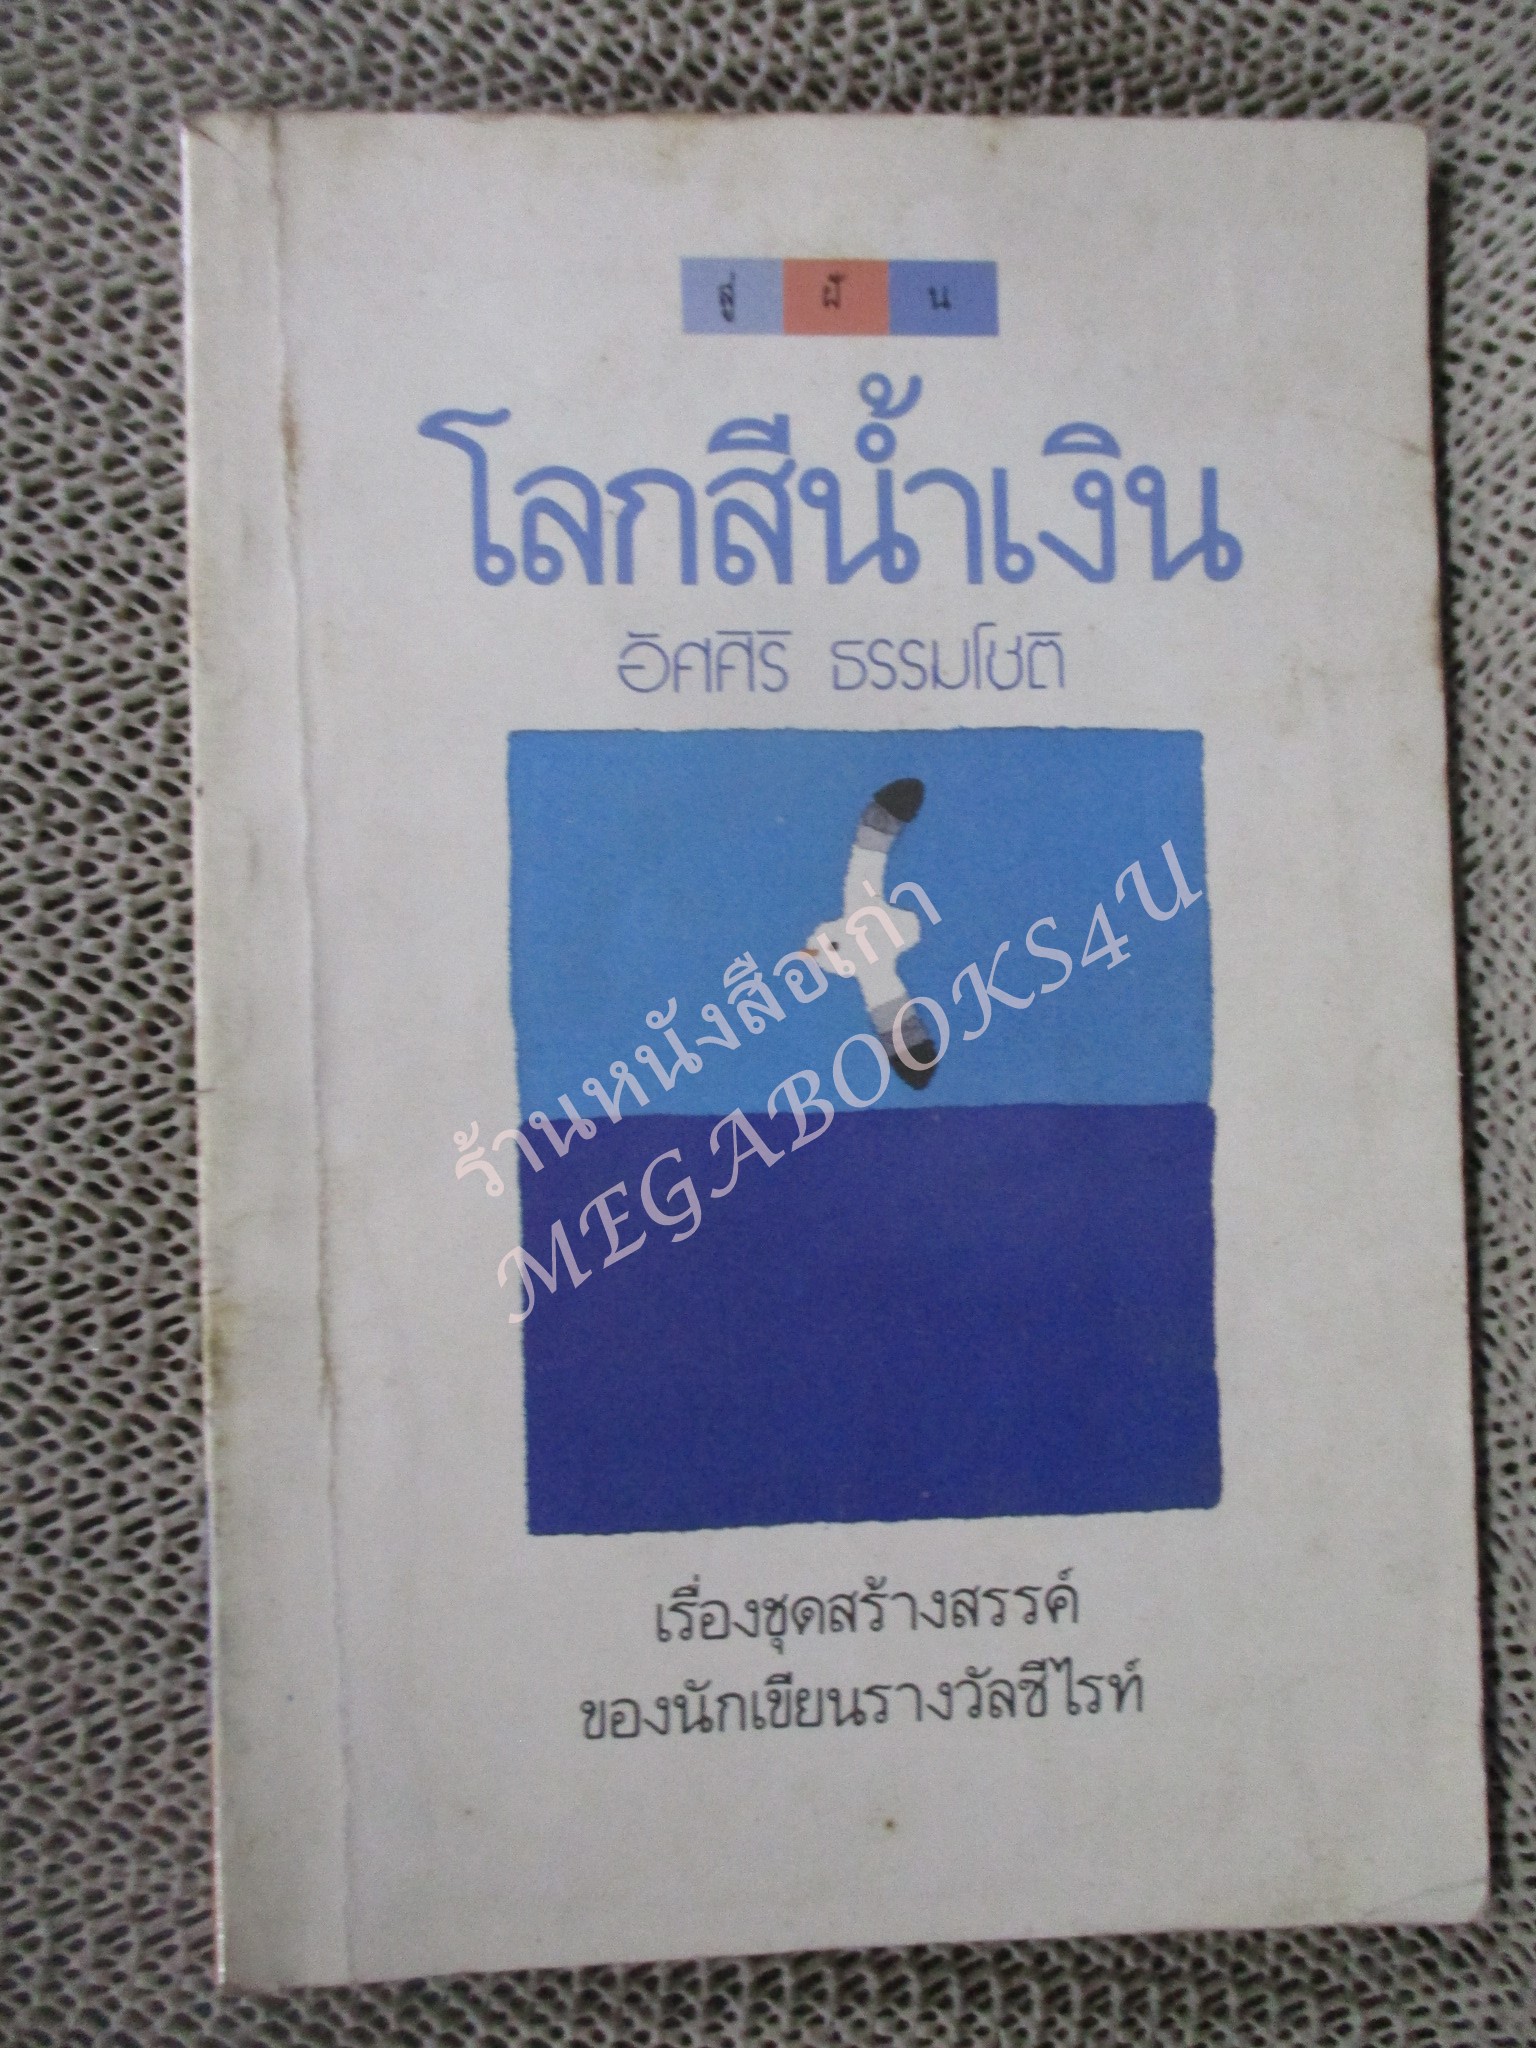 สู่ ฝั น
โลกสีน้ำเงิน
อัศศิริ ธรรมโชติ
ร้านหนังสือเก่า
MEGABOOKS4U
เรื่องชุดสร้างสรรค์
ของนักเขียนรางวัลซีไรท์